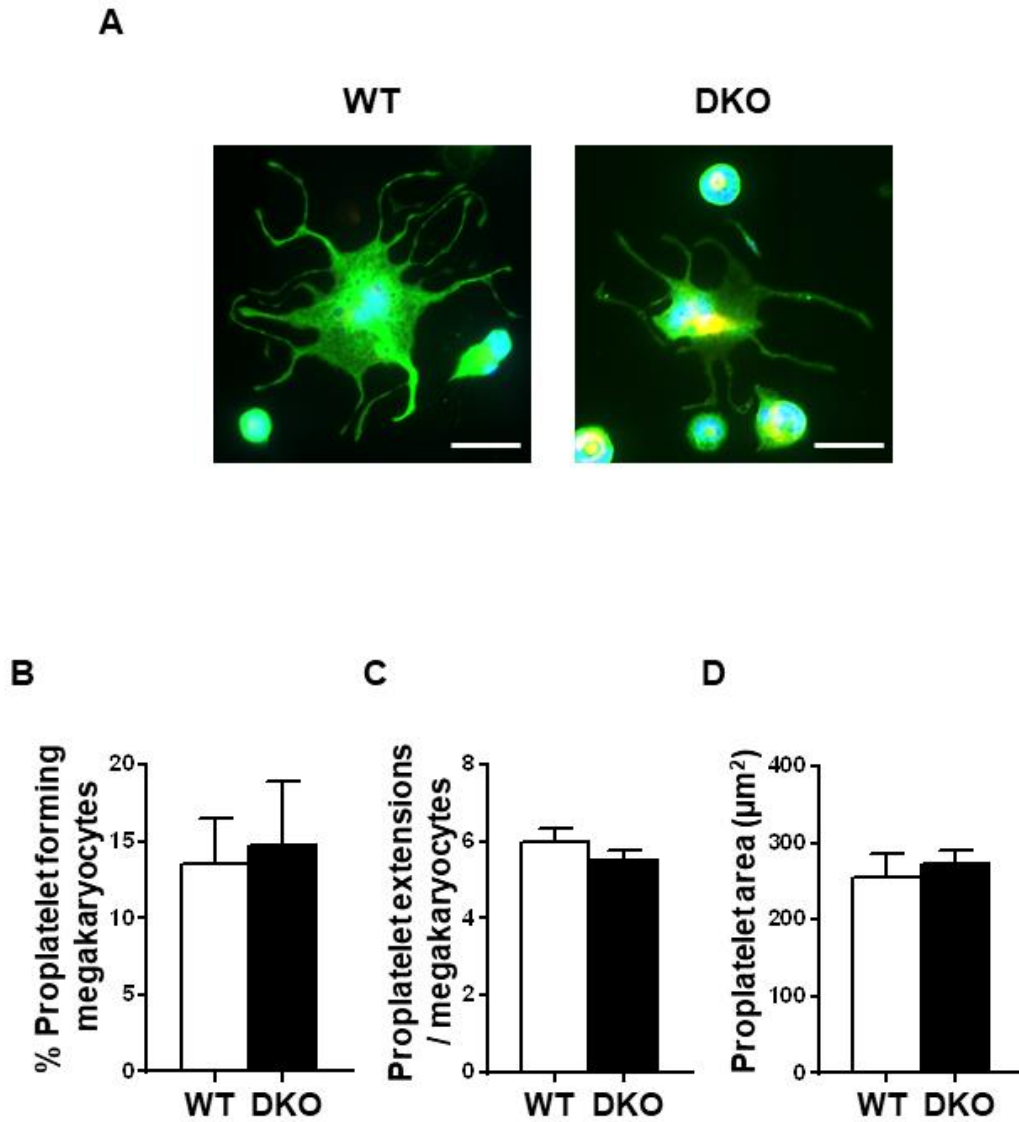 A
WT DKO
B C D
% Proplatelet forming
megakaryocytes
20
15
10
5
0
WT DKO
Proplatelet extensions
/ megakaryocytes
8
6
4
2
0
WT DKO
Proplatelet area (µm²)
400
300
200
100
0
WT DKO